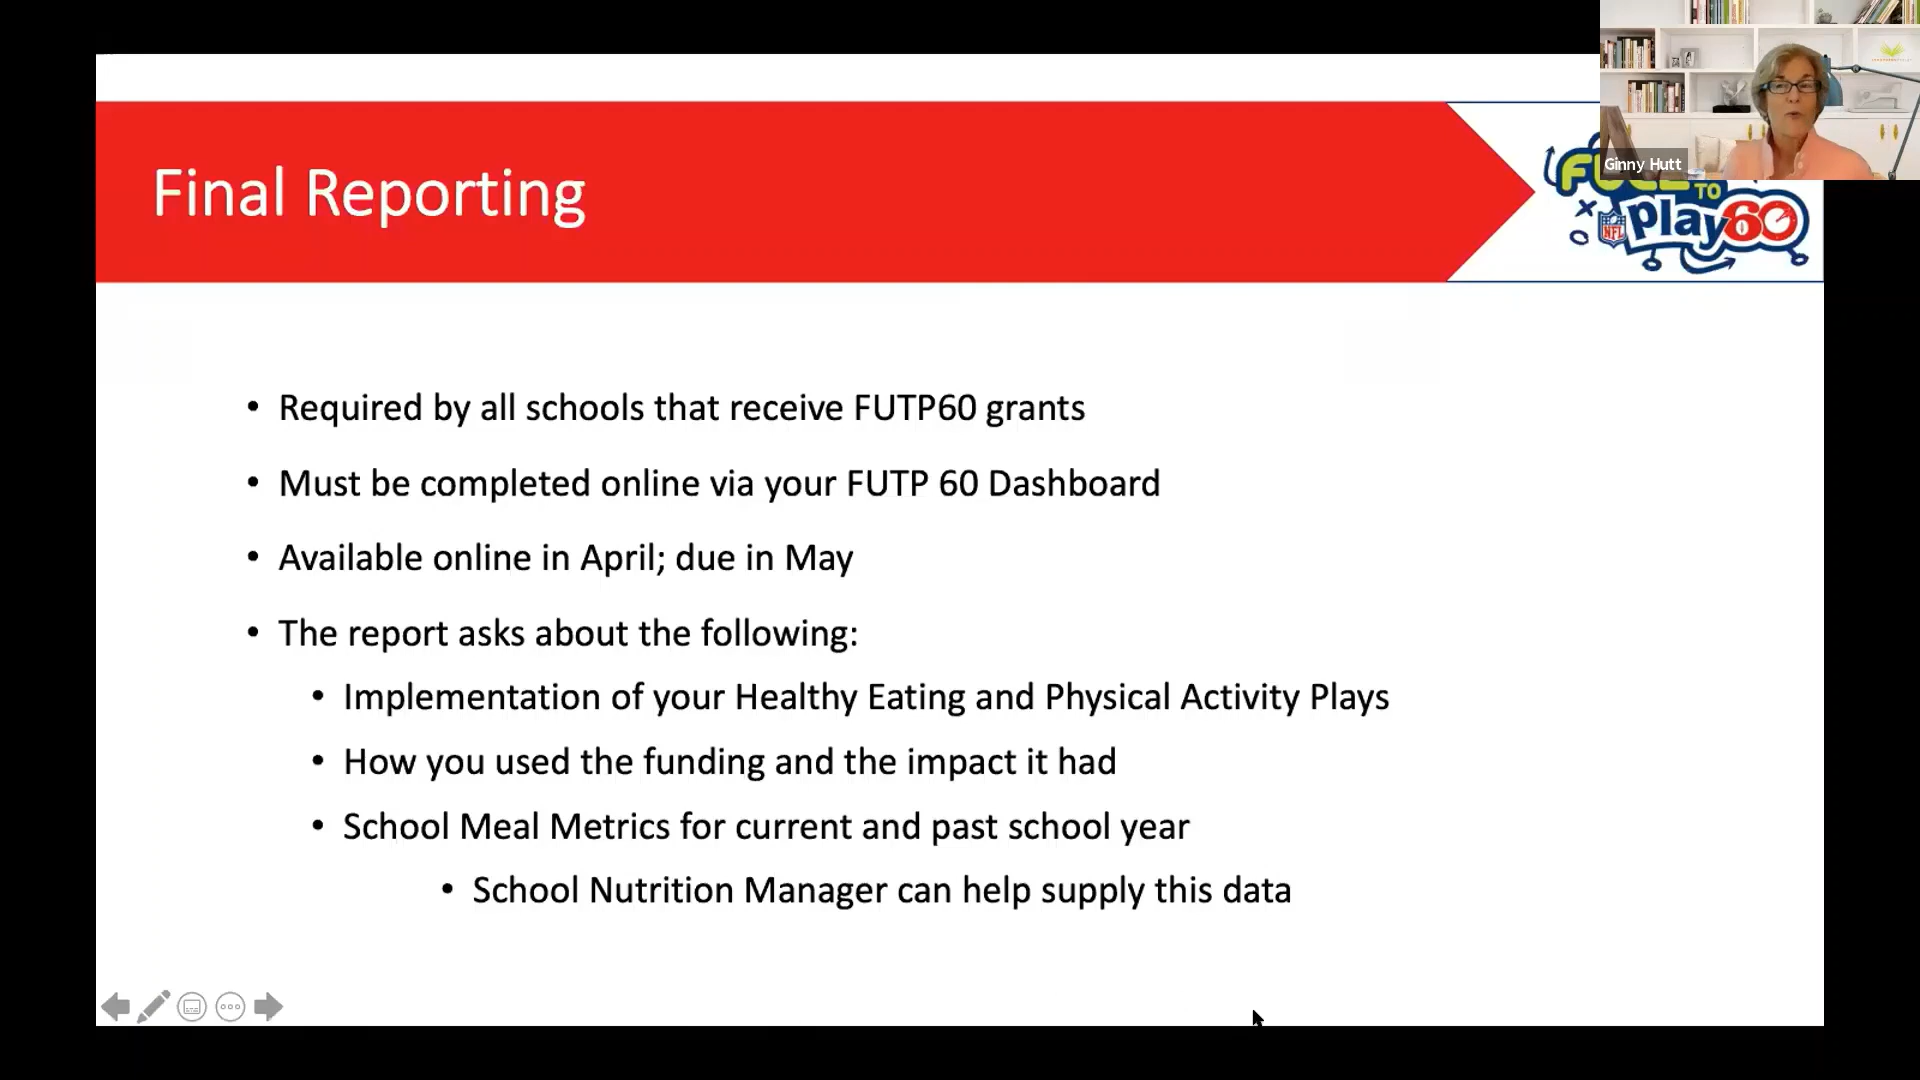 Final Reporting
Ginny Hutt
TO
NFL
play60
• Required by all schools that receive FUTP60 grants
• Must be completed online via your FUTP 60 Dashboard
• Available online in April; due in May
• The report asks about the following:
• Implementation of your Healthy Eating and Physical Activity Plays
• How you used the funding and the impact it had
• School Meal Metrics for current and past school year
• School Nutrition Manager can help supply this data